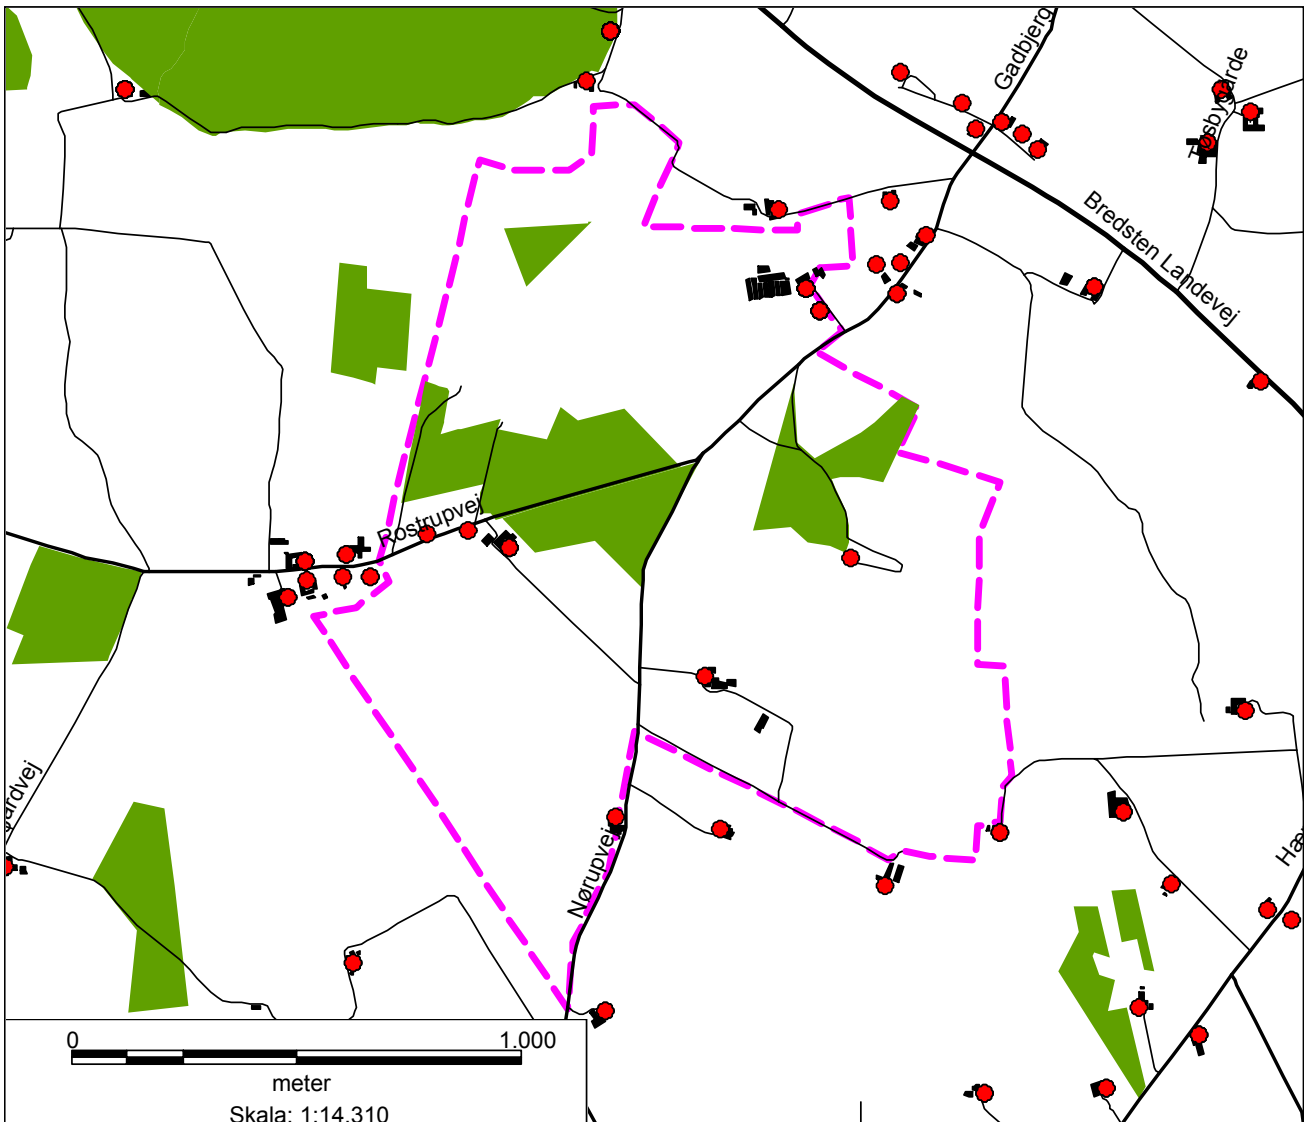 Gadbjerg
Bredsten Landevej
Rostrupvej
Nørupvej
0 1.000
meter
Skala: 1:14.310